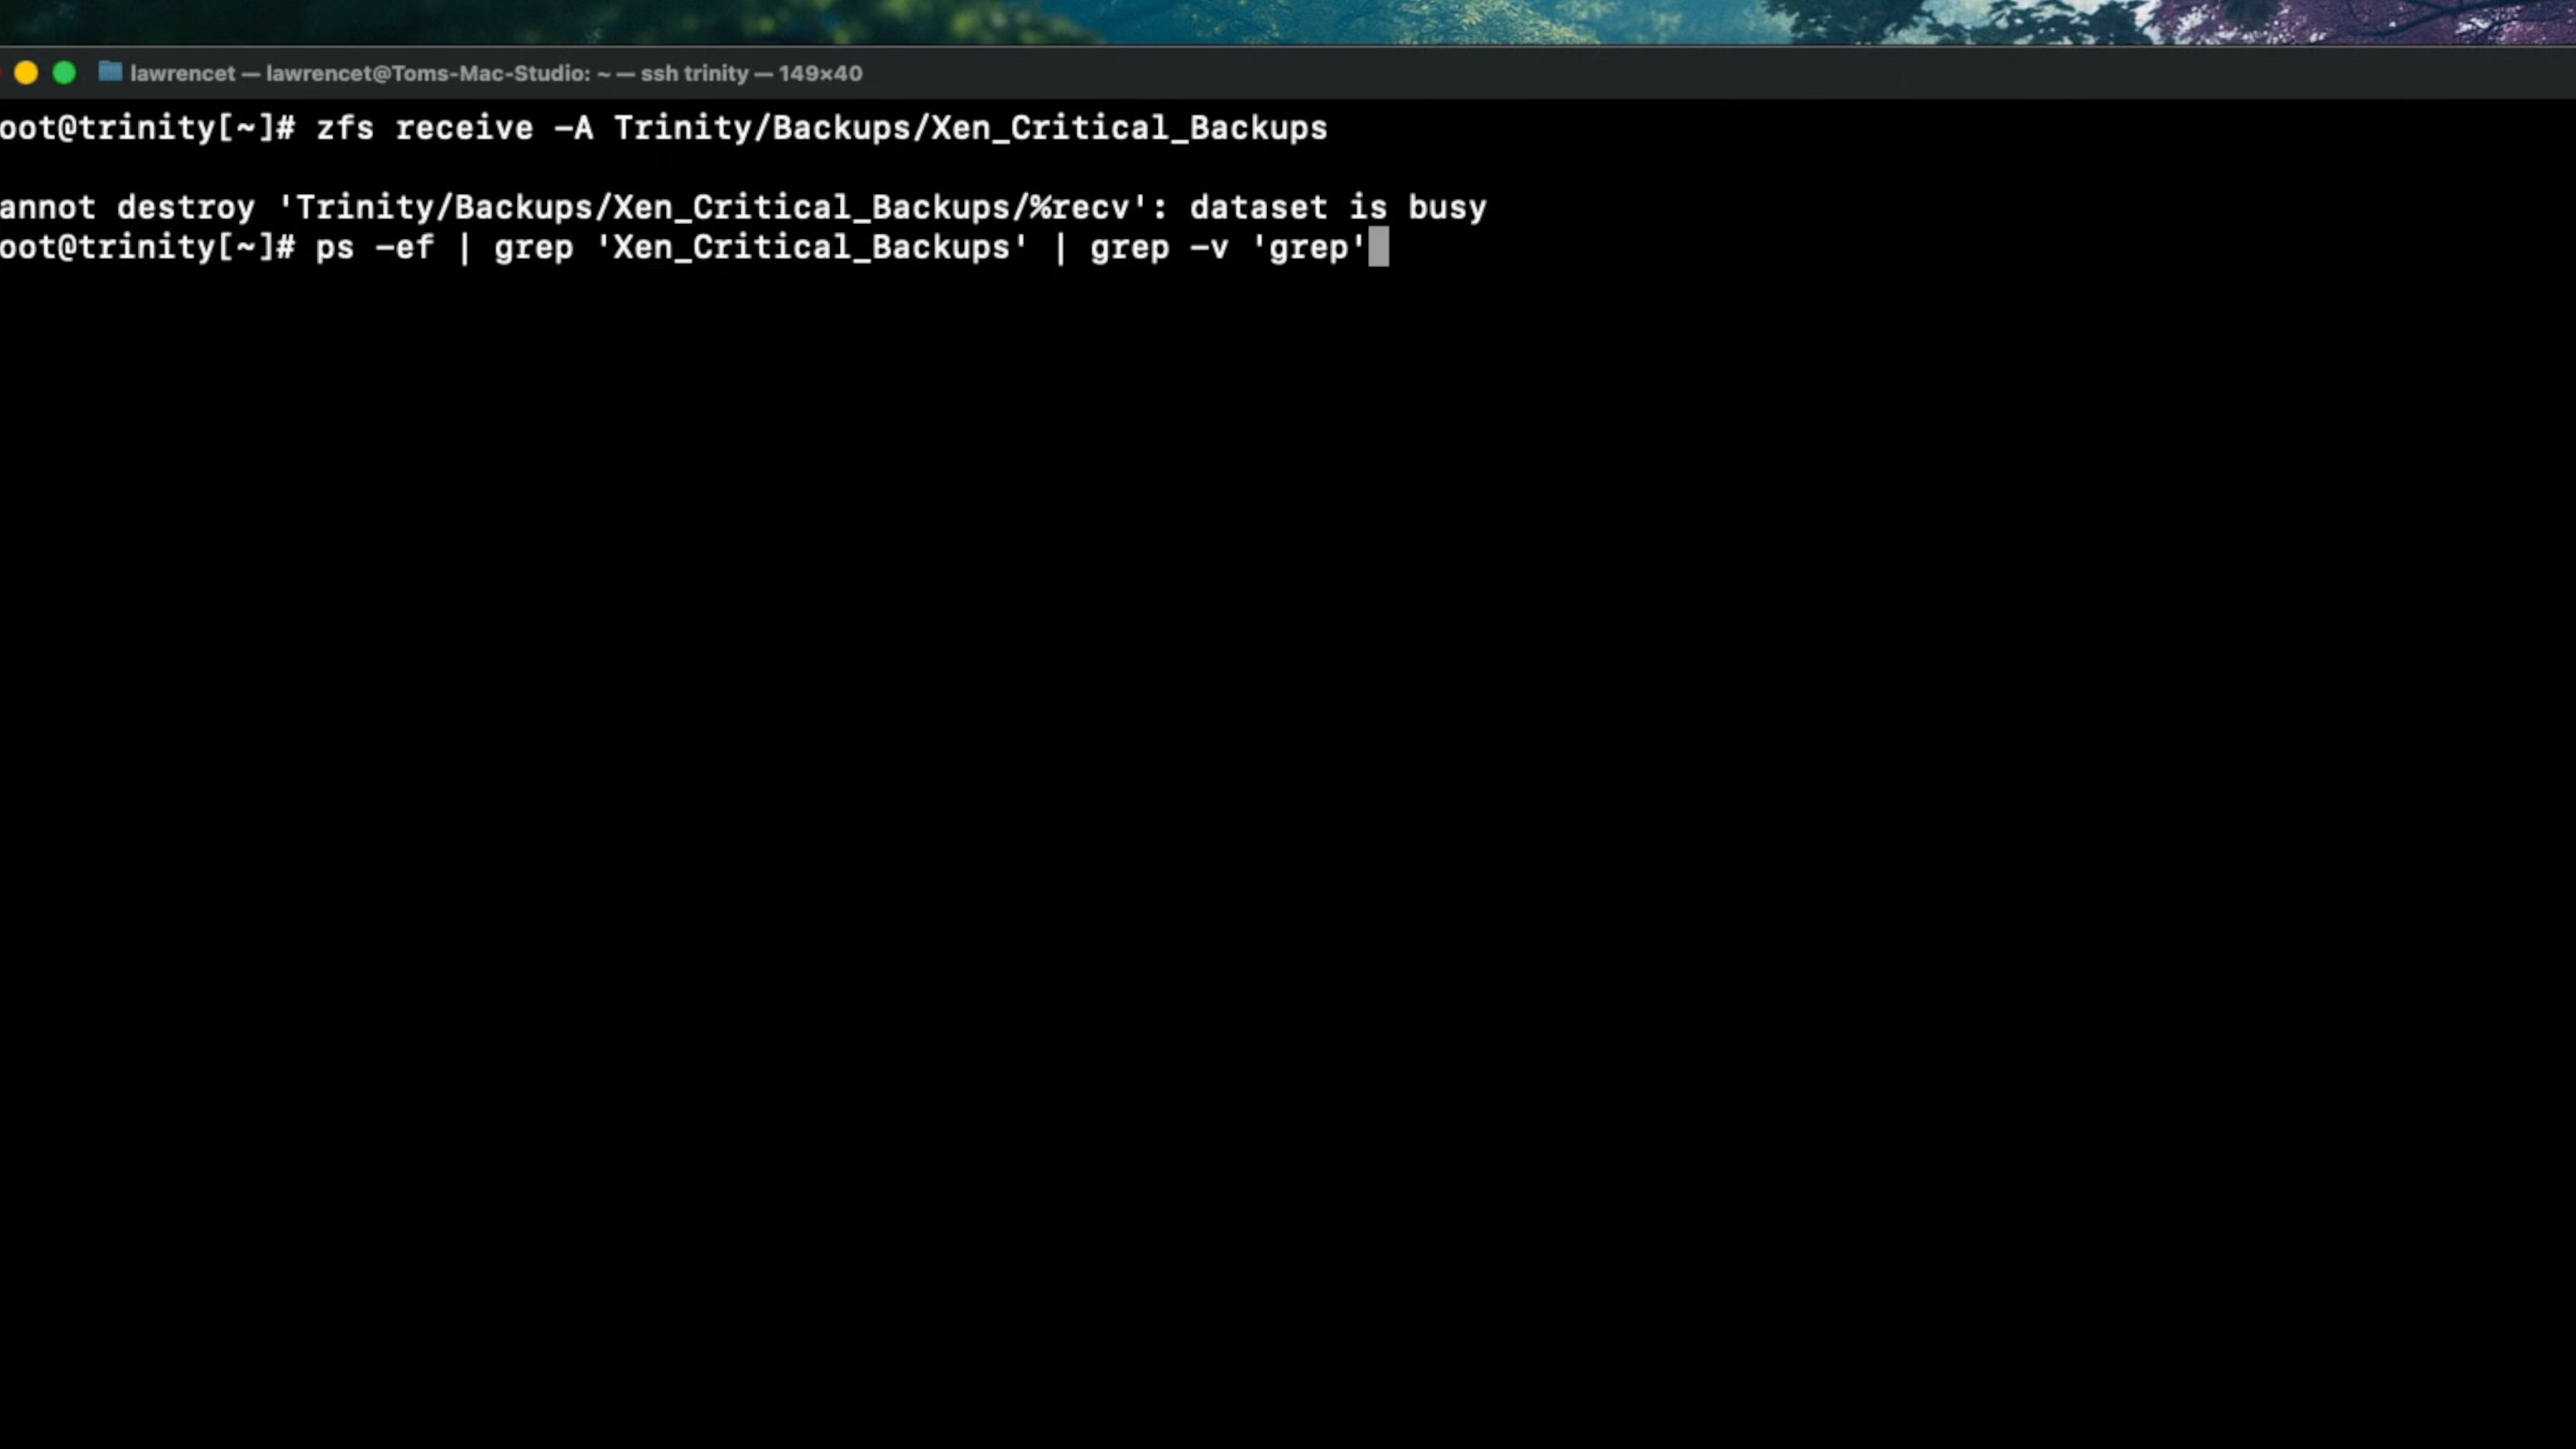 lawrencet — lawrencet@Toms-Mac-Studio: ~ — ssh trinity — 149×40
oot@trinity[~]# zfs receive -A Trinity/Backups/Xen_Critical_Backups
annot destroy 'Trinity/Backups/Xen_Critical_Backups/%recv': dataset is busy
oot@trinity[~]# ps -ef | grep 'Xen_Critical_Backups' | grep -v 'grep'